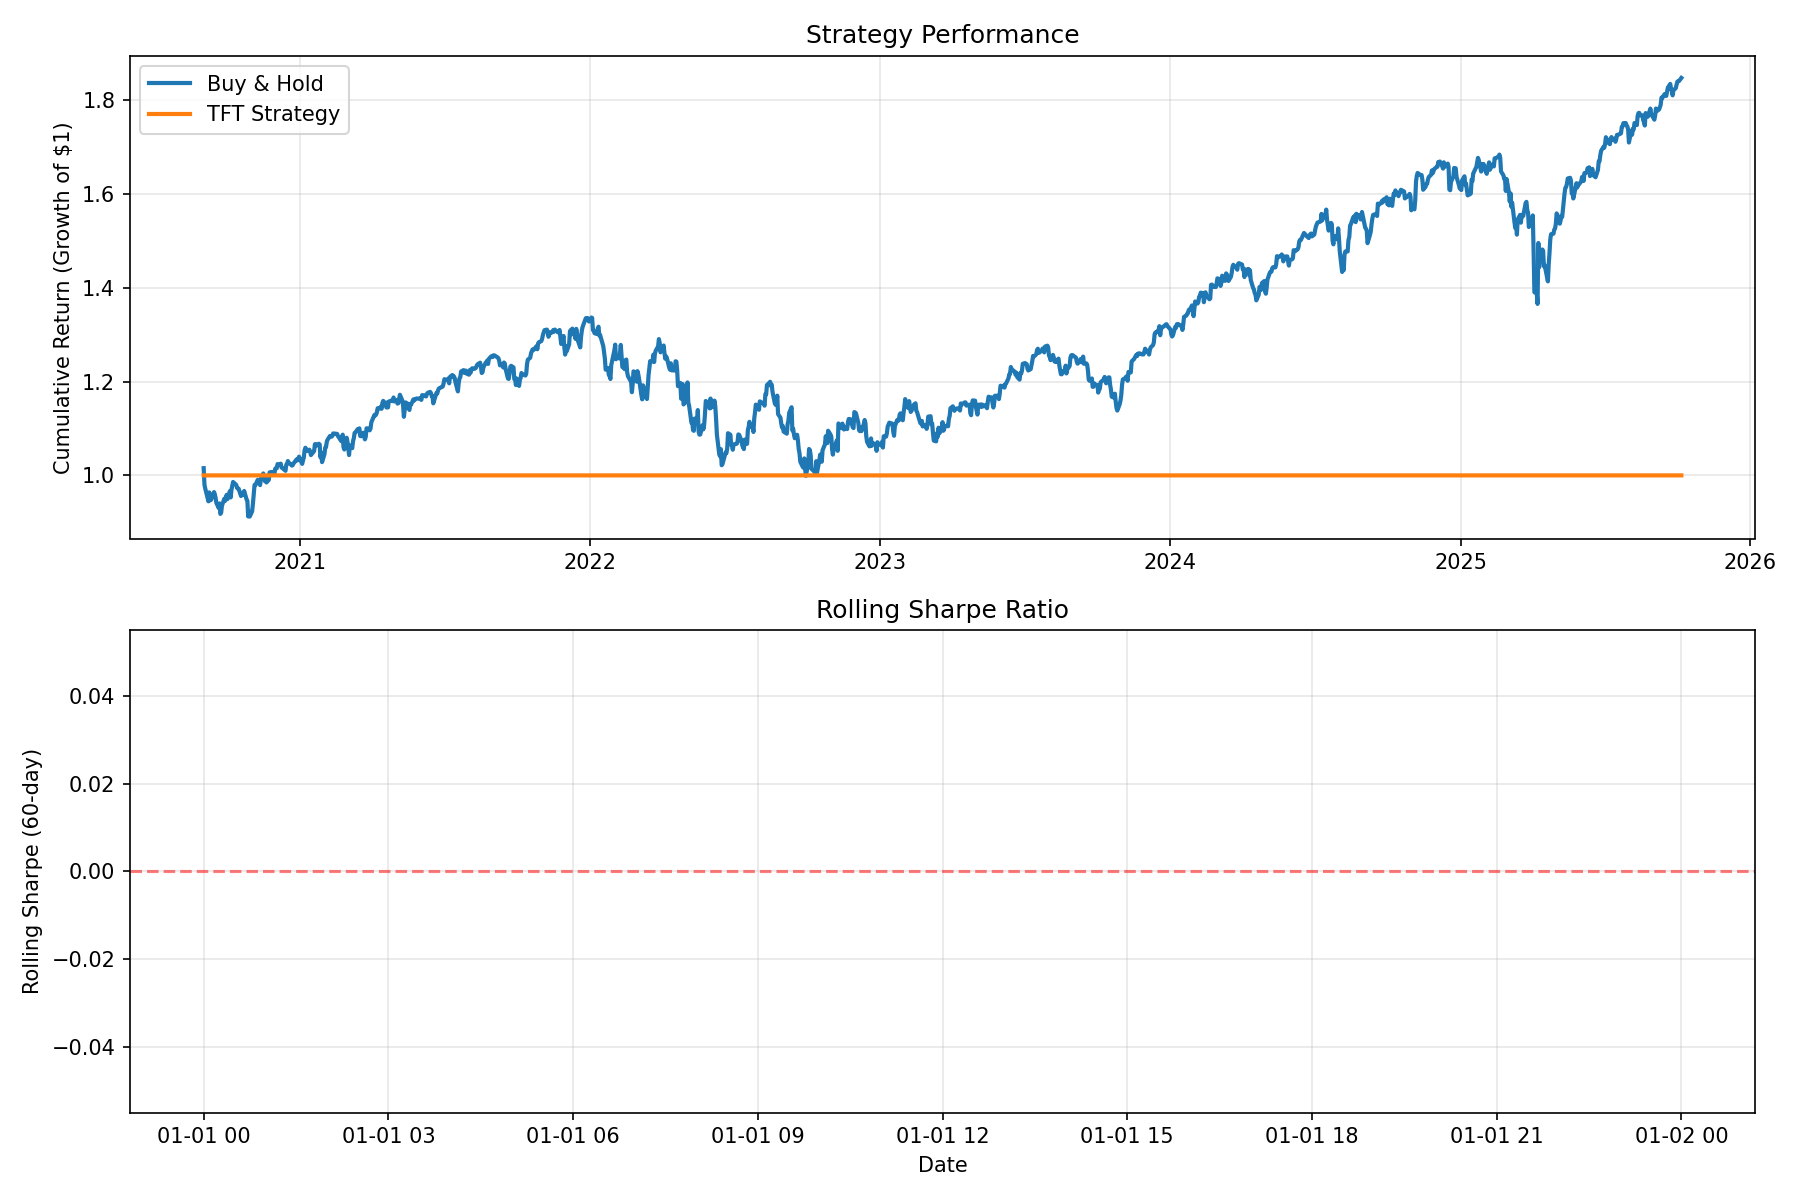 Strategy Performance
Cumulative Return (Growth of $1)
Buy & Hold
TFT Strategy
1.8
1.6
1.4
1.2
1.0
2021 2022 2023 2024 2025 2026
Rolling Sharpe Ratio
Rolling Sharpe (60-day)
0.04
0.02
0.00
−0.02
−0.04
01-01 00 01-01 03 01-01 06 01-01 09 01-01 12 01-01 15 01-01 18 01-01 21 01-02 00
Date